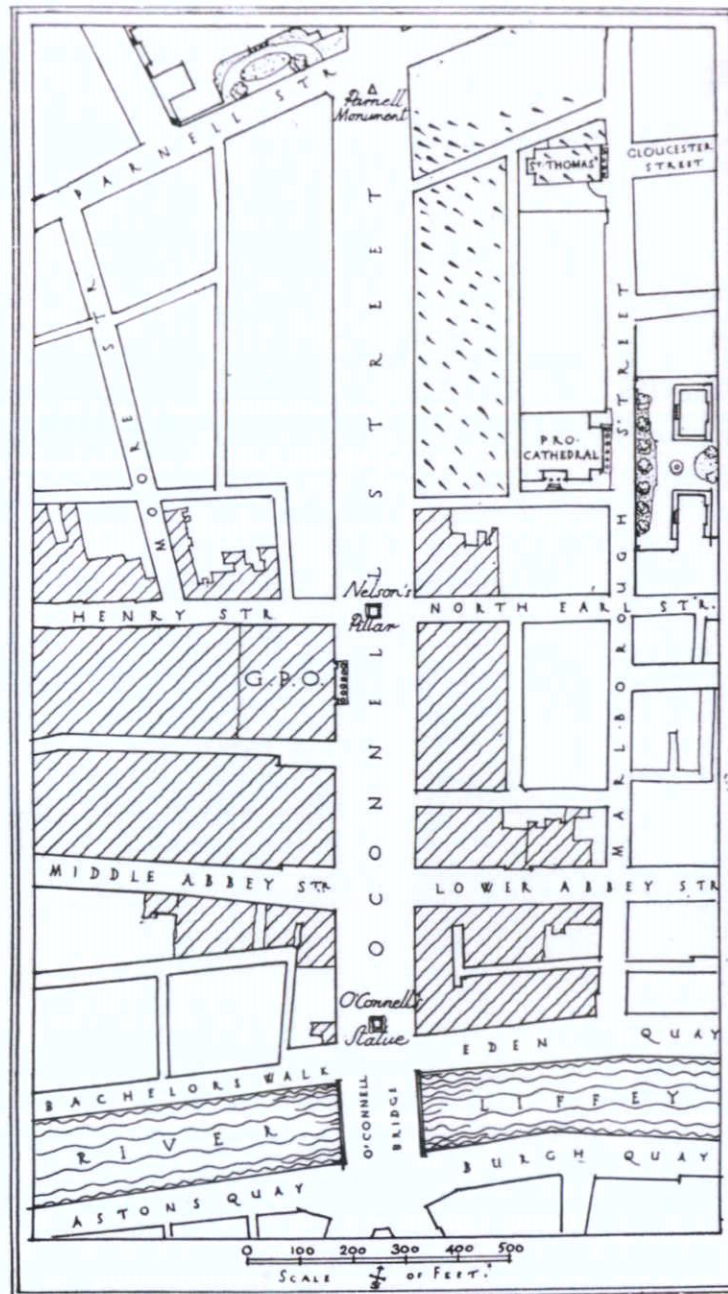 Parnell
Monument
PARNELL STR
ST. THOMAS'
GLOUCESTER
STREET
MOORE STR
PRO-
CATHEDRAL
Nelson's
Pillar
HENRY STR
NORTH EARL STR.
G.P.O.
O CONNELL STREET
MARLBOROUGH STREET
MIDDLE ABBEY STR
LOWER ABBEY STR
O'Connell's
Statue
EDEN QUAY
BACHELORS WALK
O'CONNELL
BRIDGE
RIVER
LIFFEY
BURGH QUAY
ASTONS QUAY
0 100 200 300 400 500
SCALE OF FEET.
S